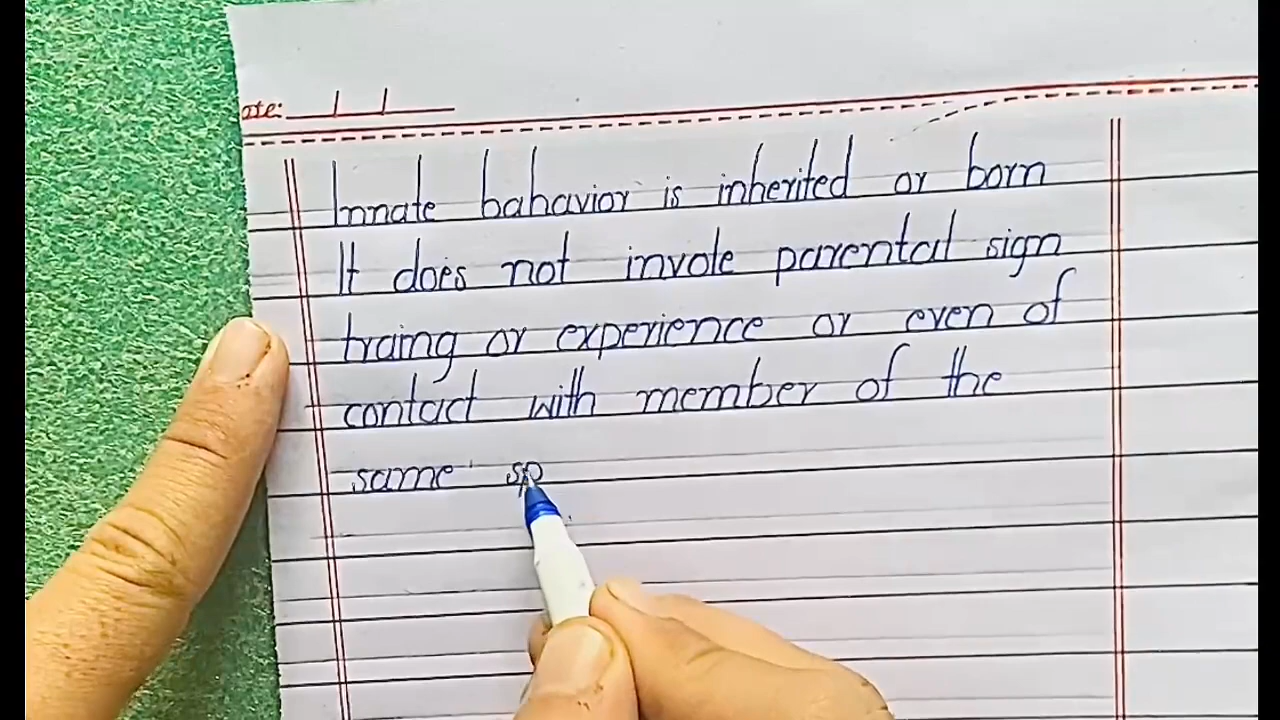 ate:
Innate bahavior is inherited or born
It does not invole parental sign
traing or experience or even of
contact with member of the
same sp